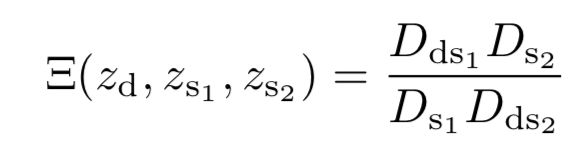 Ξ(z_d, z_{s_1}, z_{s_2}) = \frac{D_{ds_1} D_{s_2}}{D_{s_1} D_{ds_2}}